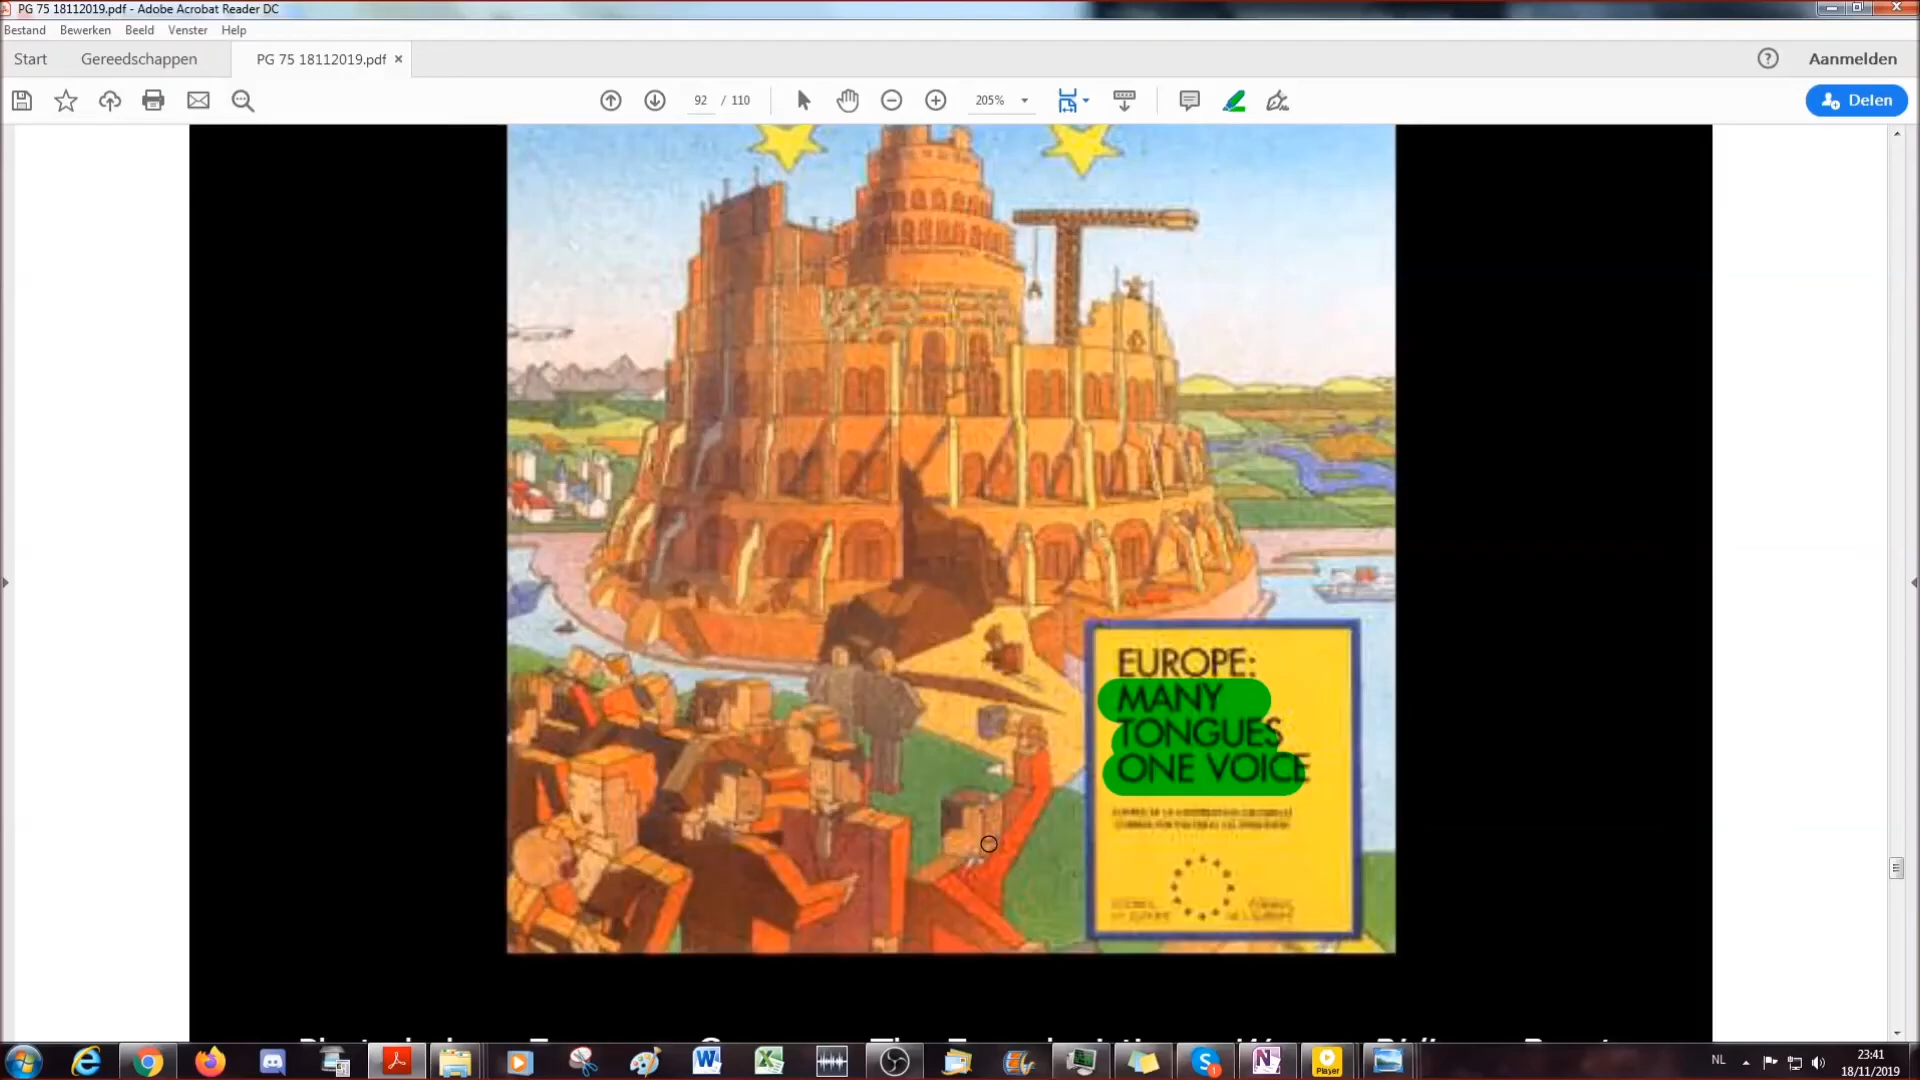 PG 75 18112019.pdf - Adobe Acrobat Reader DC
Bestand Bewerken Beeld Venster Help
Start Gereedschappen PG 75 18112019.pdf × Aanmelden
92 / 110 205% Delen
EUROPE:
MANY
TONGUES
ONE VOICE
Player
NL
23:41
18/11/2019